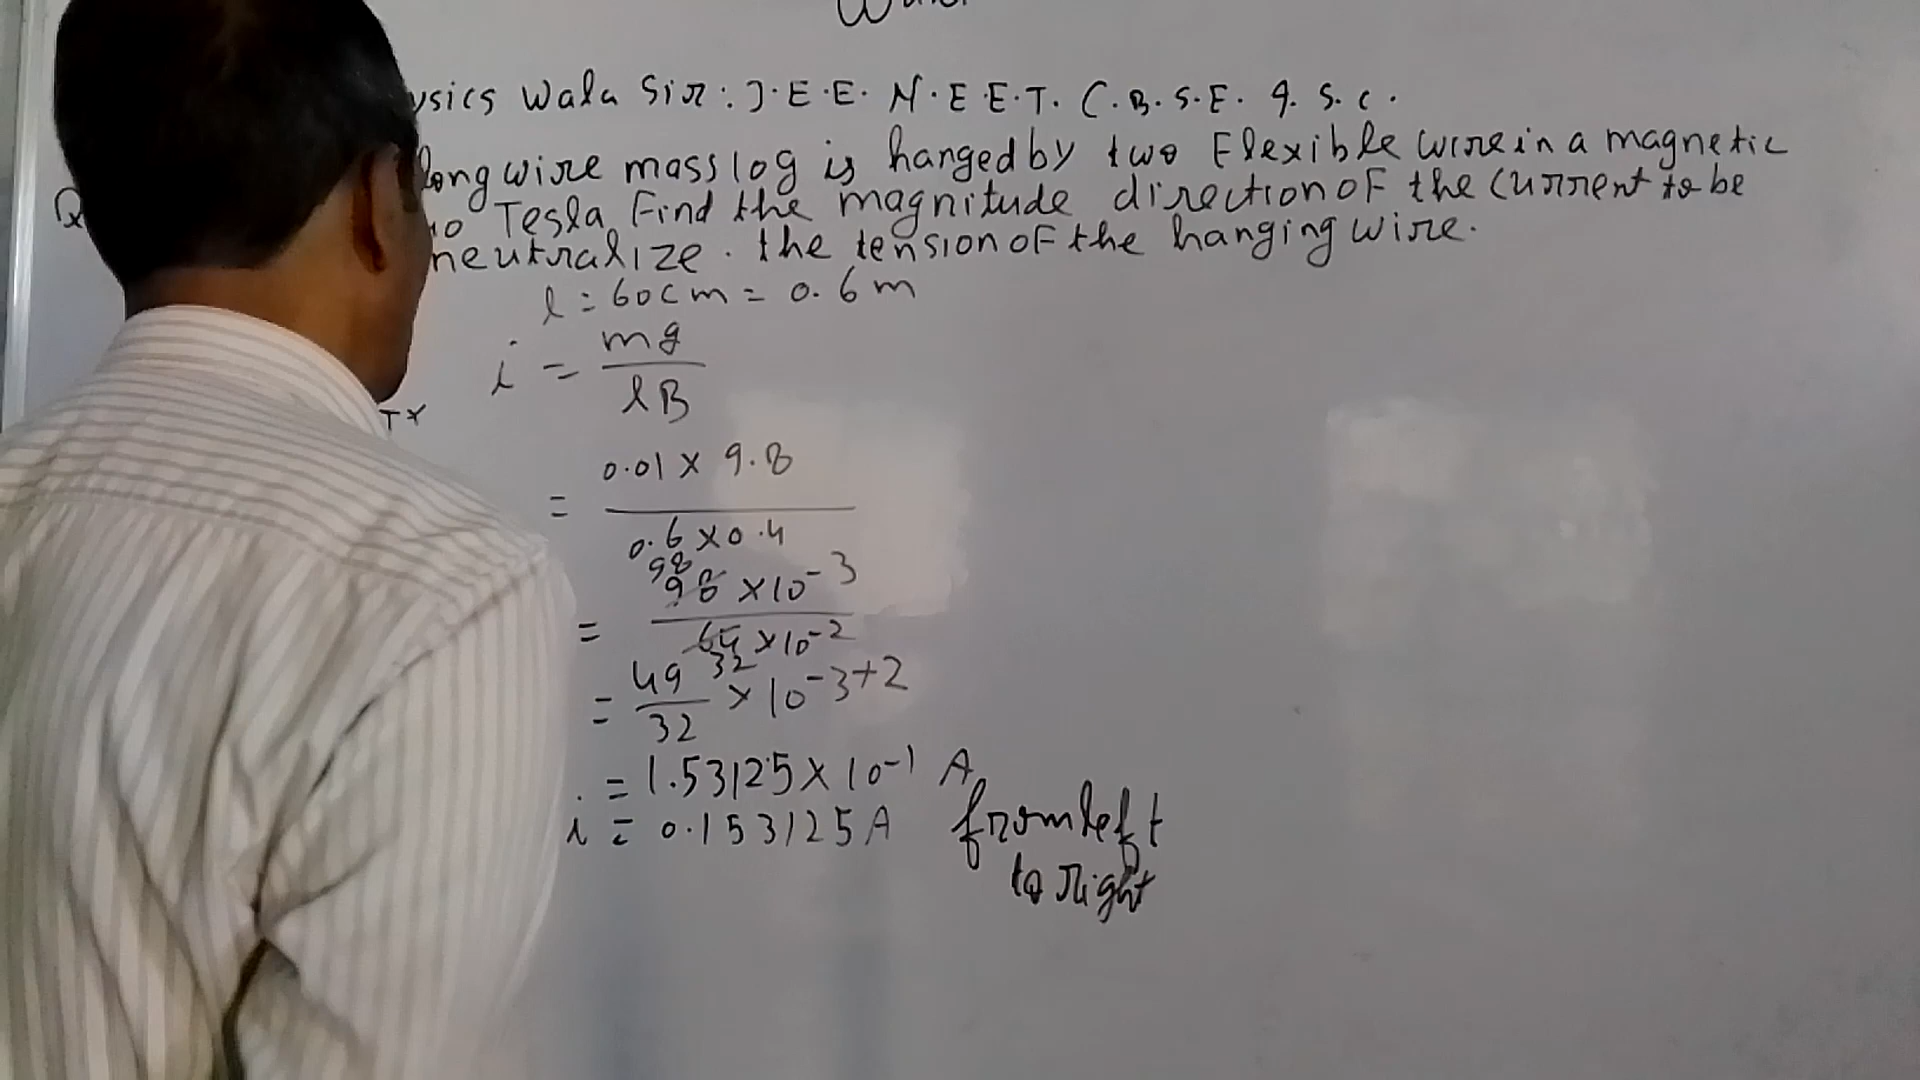 ysics Wala Sir: J.E.E. N.E.E.T. C.B.S.E. I.S.C.
long wire mass 10g is hanged by two Flexible wire in a magnetic
Tesla. Find the magnitude direction of the current to be
neutralize. the tension of the hanging wire.
l = 60cm = 0.6m
i = mg / lB
= 0.01 × 9.8 / 0.6 × 0.4
98
= 98 × 10⁻³ / 64 × 10⁻²
32
= 49/32 × 10⁻³⁺²
= 1.53125 × 10⁻¹ A
i = 0.153125 A from left
to right